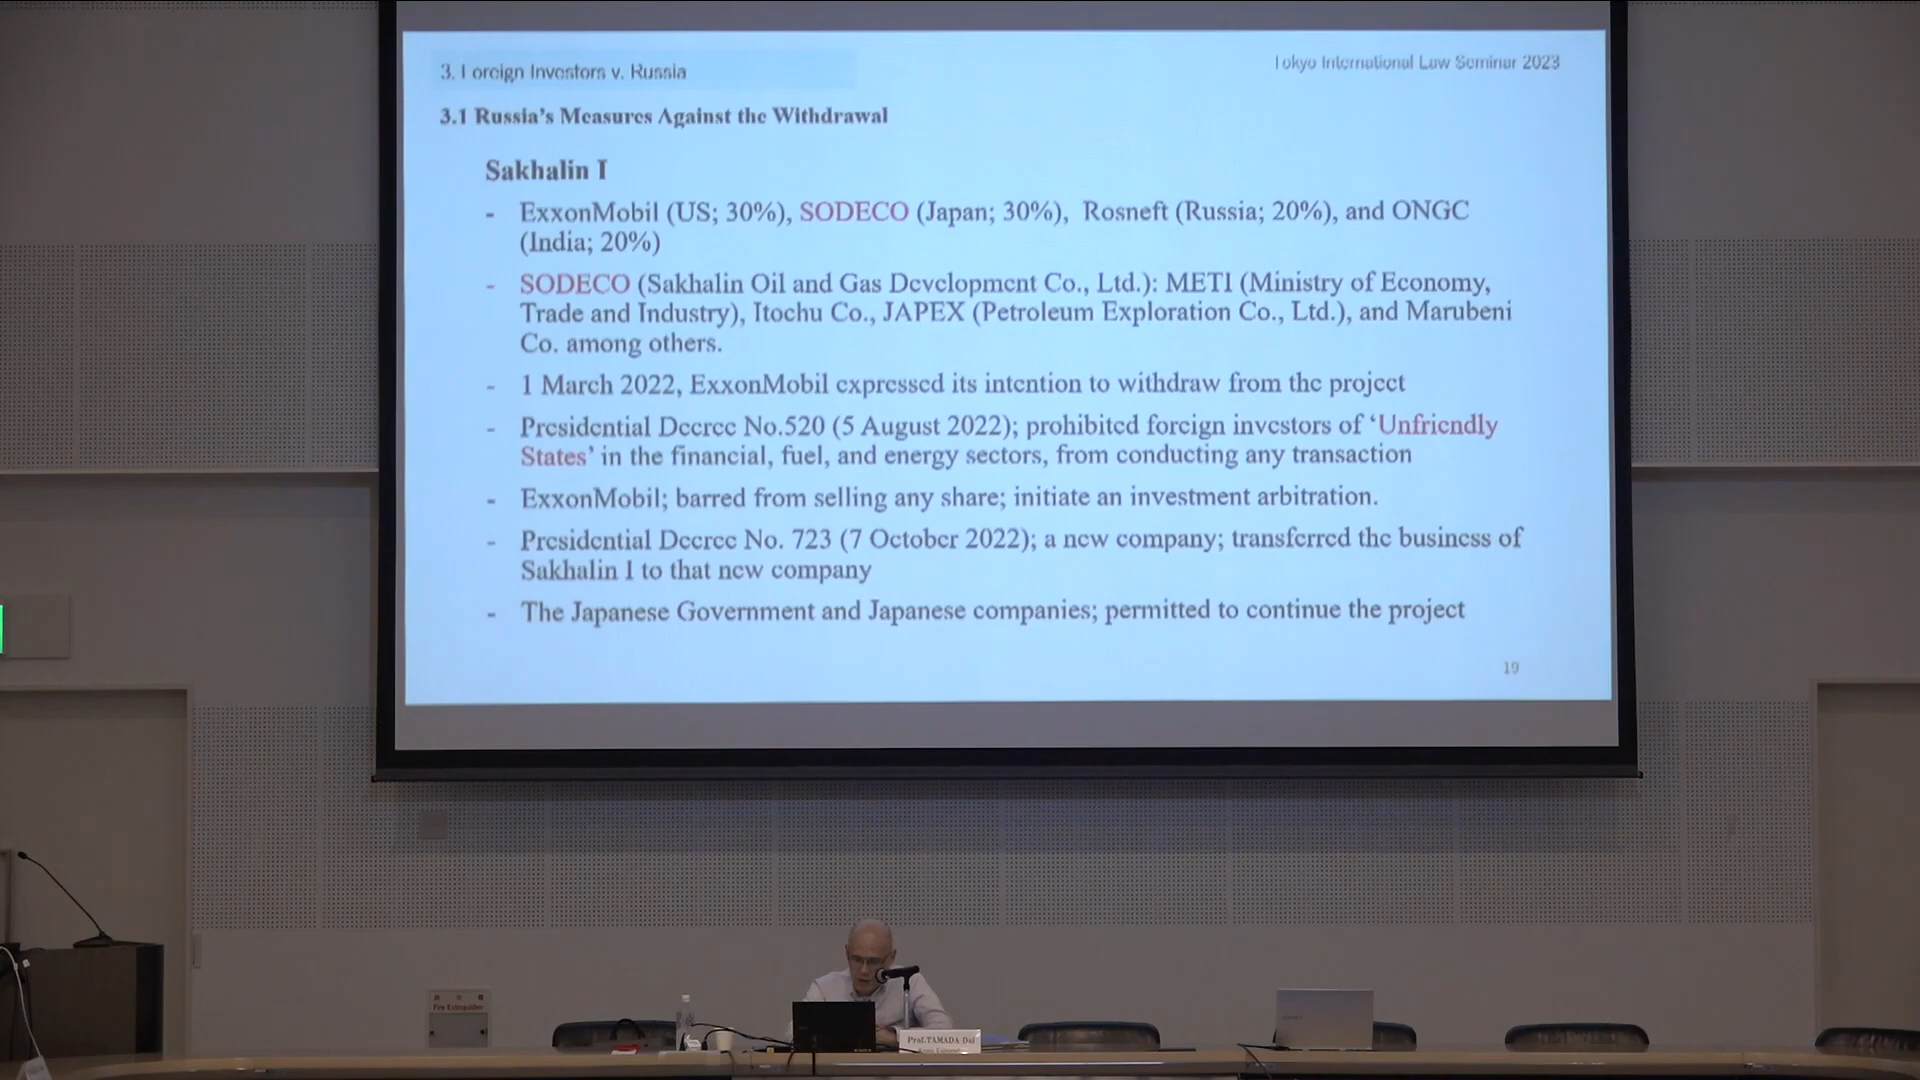 3. Foreign Investors v. Russia
Tokyo International Law Seminar 2023
3.1 Russia's Measures Against the Withdrawal
Sakhalin I
- ExxonMobil (US; 30%), SODECO (Japan; 30%), Rosneft (Russia; 20%), and ONGC
(India; 20%)
- SODECO (Sakhalin Oil and Gas Development Co., Ltd.): METI (Ministry of Economy,
Trade and Industry), Itochu Co., JAPEX (Petroleum Exploration Co., Ltd.), and Marubeni
Co. among others.
- 1 March 2022, ExxonMobil expressed its intention to withdraw from the project
- Presidential Decree No.520 (5 August 2022); prohibited foreign investors of ‘Unfriendly
States’ in the financial, fuel, and energy sectors, from conducting any transaction
- ExxonMobil; barred from selling any share; initiate an investment arbitration.
- Presidential Decree No. 723 (7 October 2022); a new company; transferred the business of
Sakhalin I to that new company
- The Japanese Government and Japanese companies; permitted to continue the project
19
Fire Extinguisher
Prof.TAMADA Dai